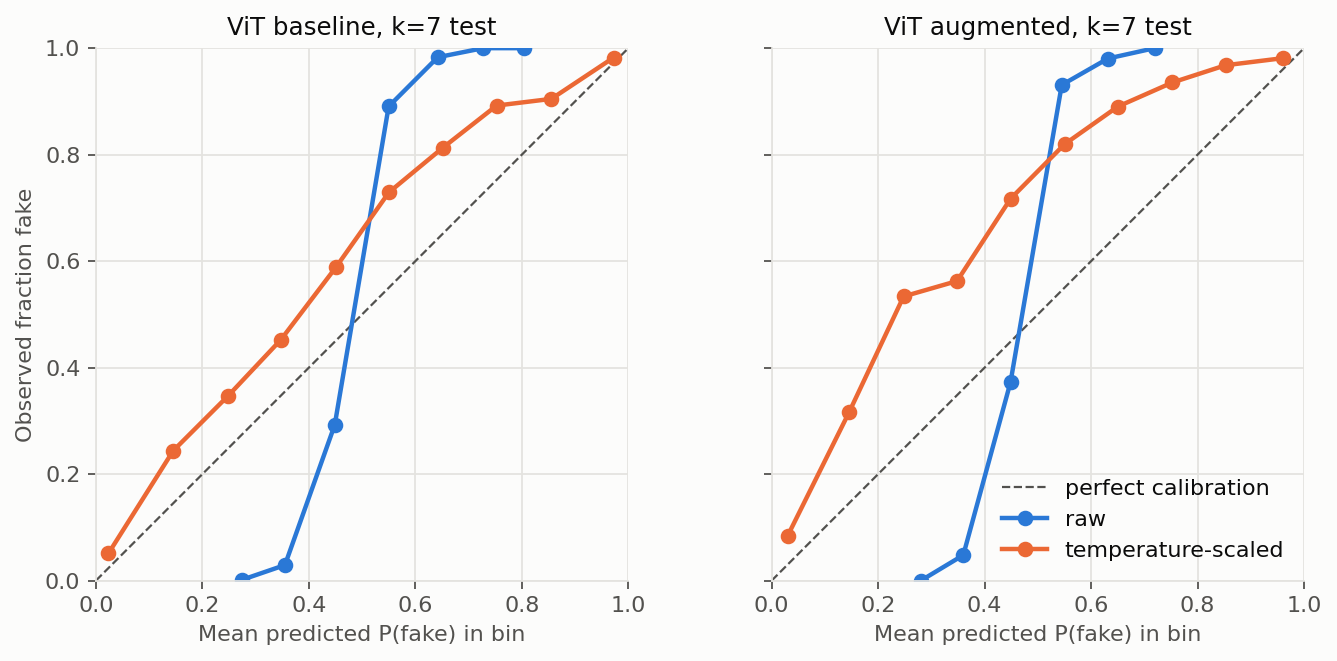 ViT baseline, k=7 test
1.0
0.8
0.6
0.4
0.2
0.0
Observed fraction fake
0.0 0.2 0.4 0.6 0.8 1.0
Mean predicted P(fake) in bin
ViT augmented, k=7 test
perfect calibration
raw
temperature-scaled
0.0 0.2 0.4 0.6 0.8 1.0
Mean predicted P(fake) in bin